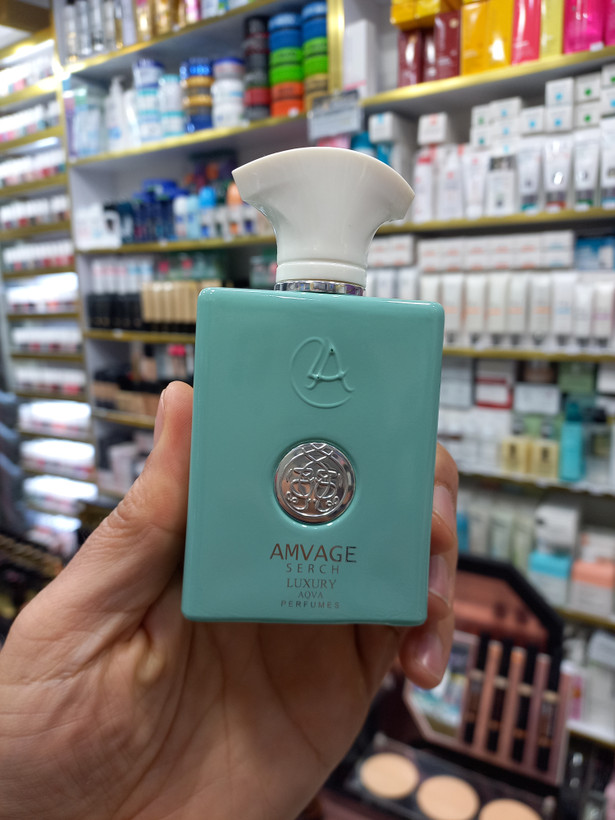 AMVAGE
SERCH
LUXURY
AQVA
PERFUMES